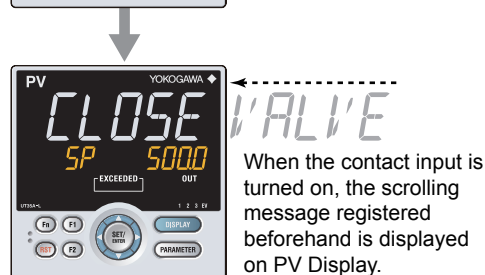 PV YOKOGAWA
CLOSE VALVE
SP 500.0
EXCEEDED OUT
UT35A-L 1 2 3 EV
Fn F1 SET/ DISPLAY
ENTER
RST F2 PARAMETER
When the contact input is
turned on, the scrolling
message registered
beforehand is displayed
on PV Display.